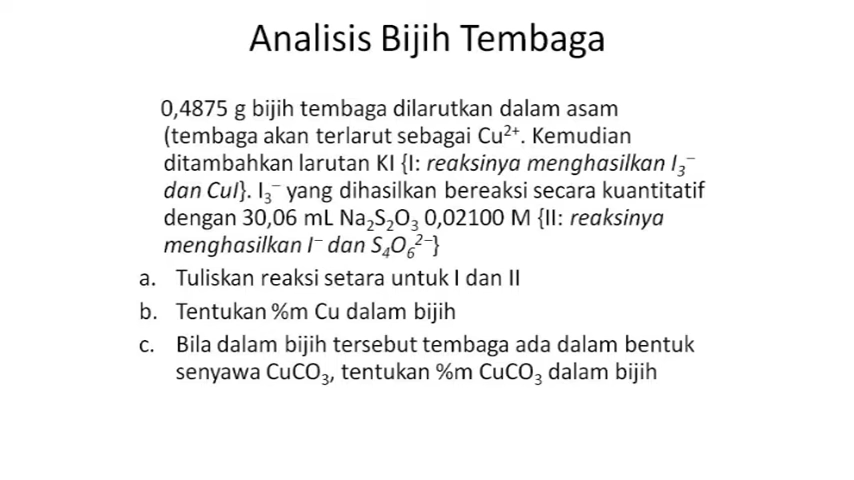 Analisis Bijih Tembaga
0,4875 g bijih tembaga dilarutkan dalam asam
(tembaga akan terlarut sebagai Cu²⁺. Kemudian
ditambahkan larutan KI {I: reaksinya menghasilkan I₃⁻
dan CuI}. I₃⁻ yang dihasilkan bereaksi secara kuantitatif
dengan 30,06 mL Na₂S₂O₃ 0,02100 M {II: reaksinya
menghasilkan I⁻ dan S₄O₆²⁻}
a. Tuliskan reaksi setara untuk I dan II
b. Tentukan %m Cu dalam bijih
c. Bila dalam bijih tersebut tembaga ada dalam bentuk
senyawa CuCO₃, tentukan %m CuCO₃ dalam bijih